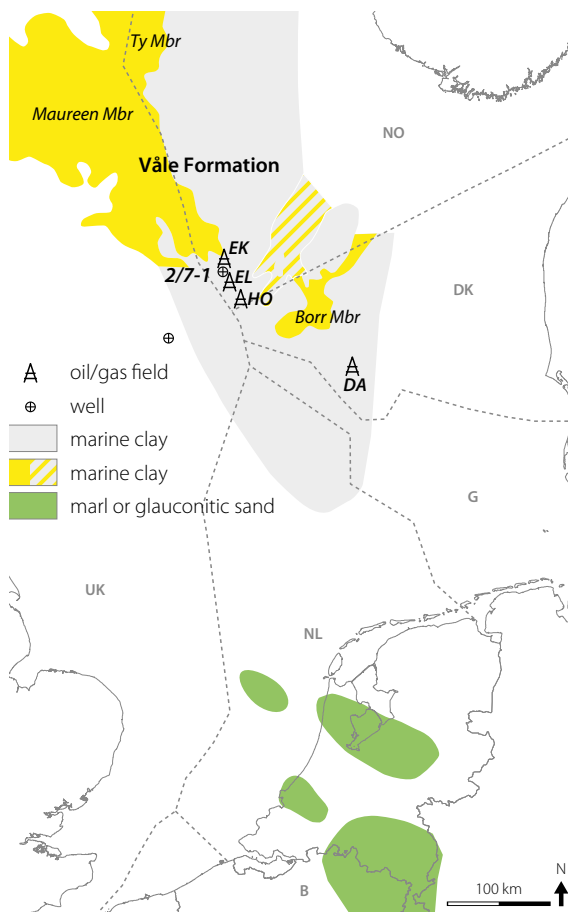 Ty Mbr
Maureen Mbr
NO
Våle Formation
EK
2/7-1
EL
HO
DK
Borr Mbr
oil/gas field
DA
well
marine clay
marine clay
G
marl or glauconitic sand
UK
NL
N
B
100 km